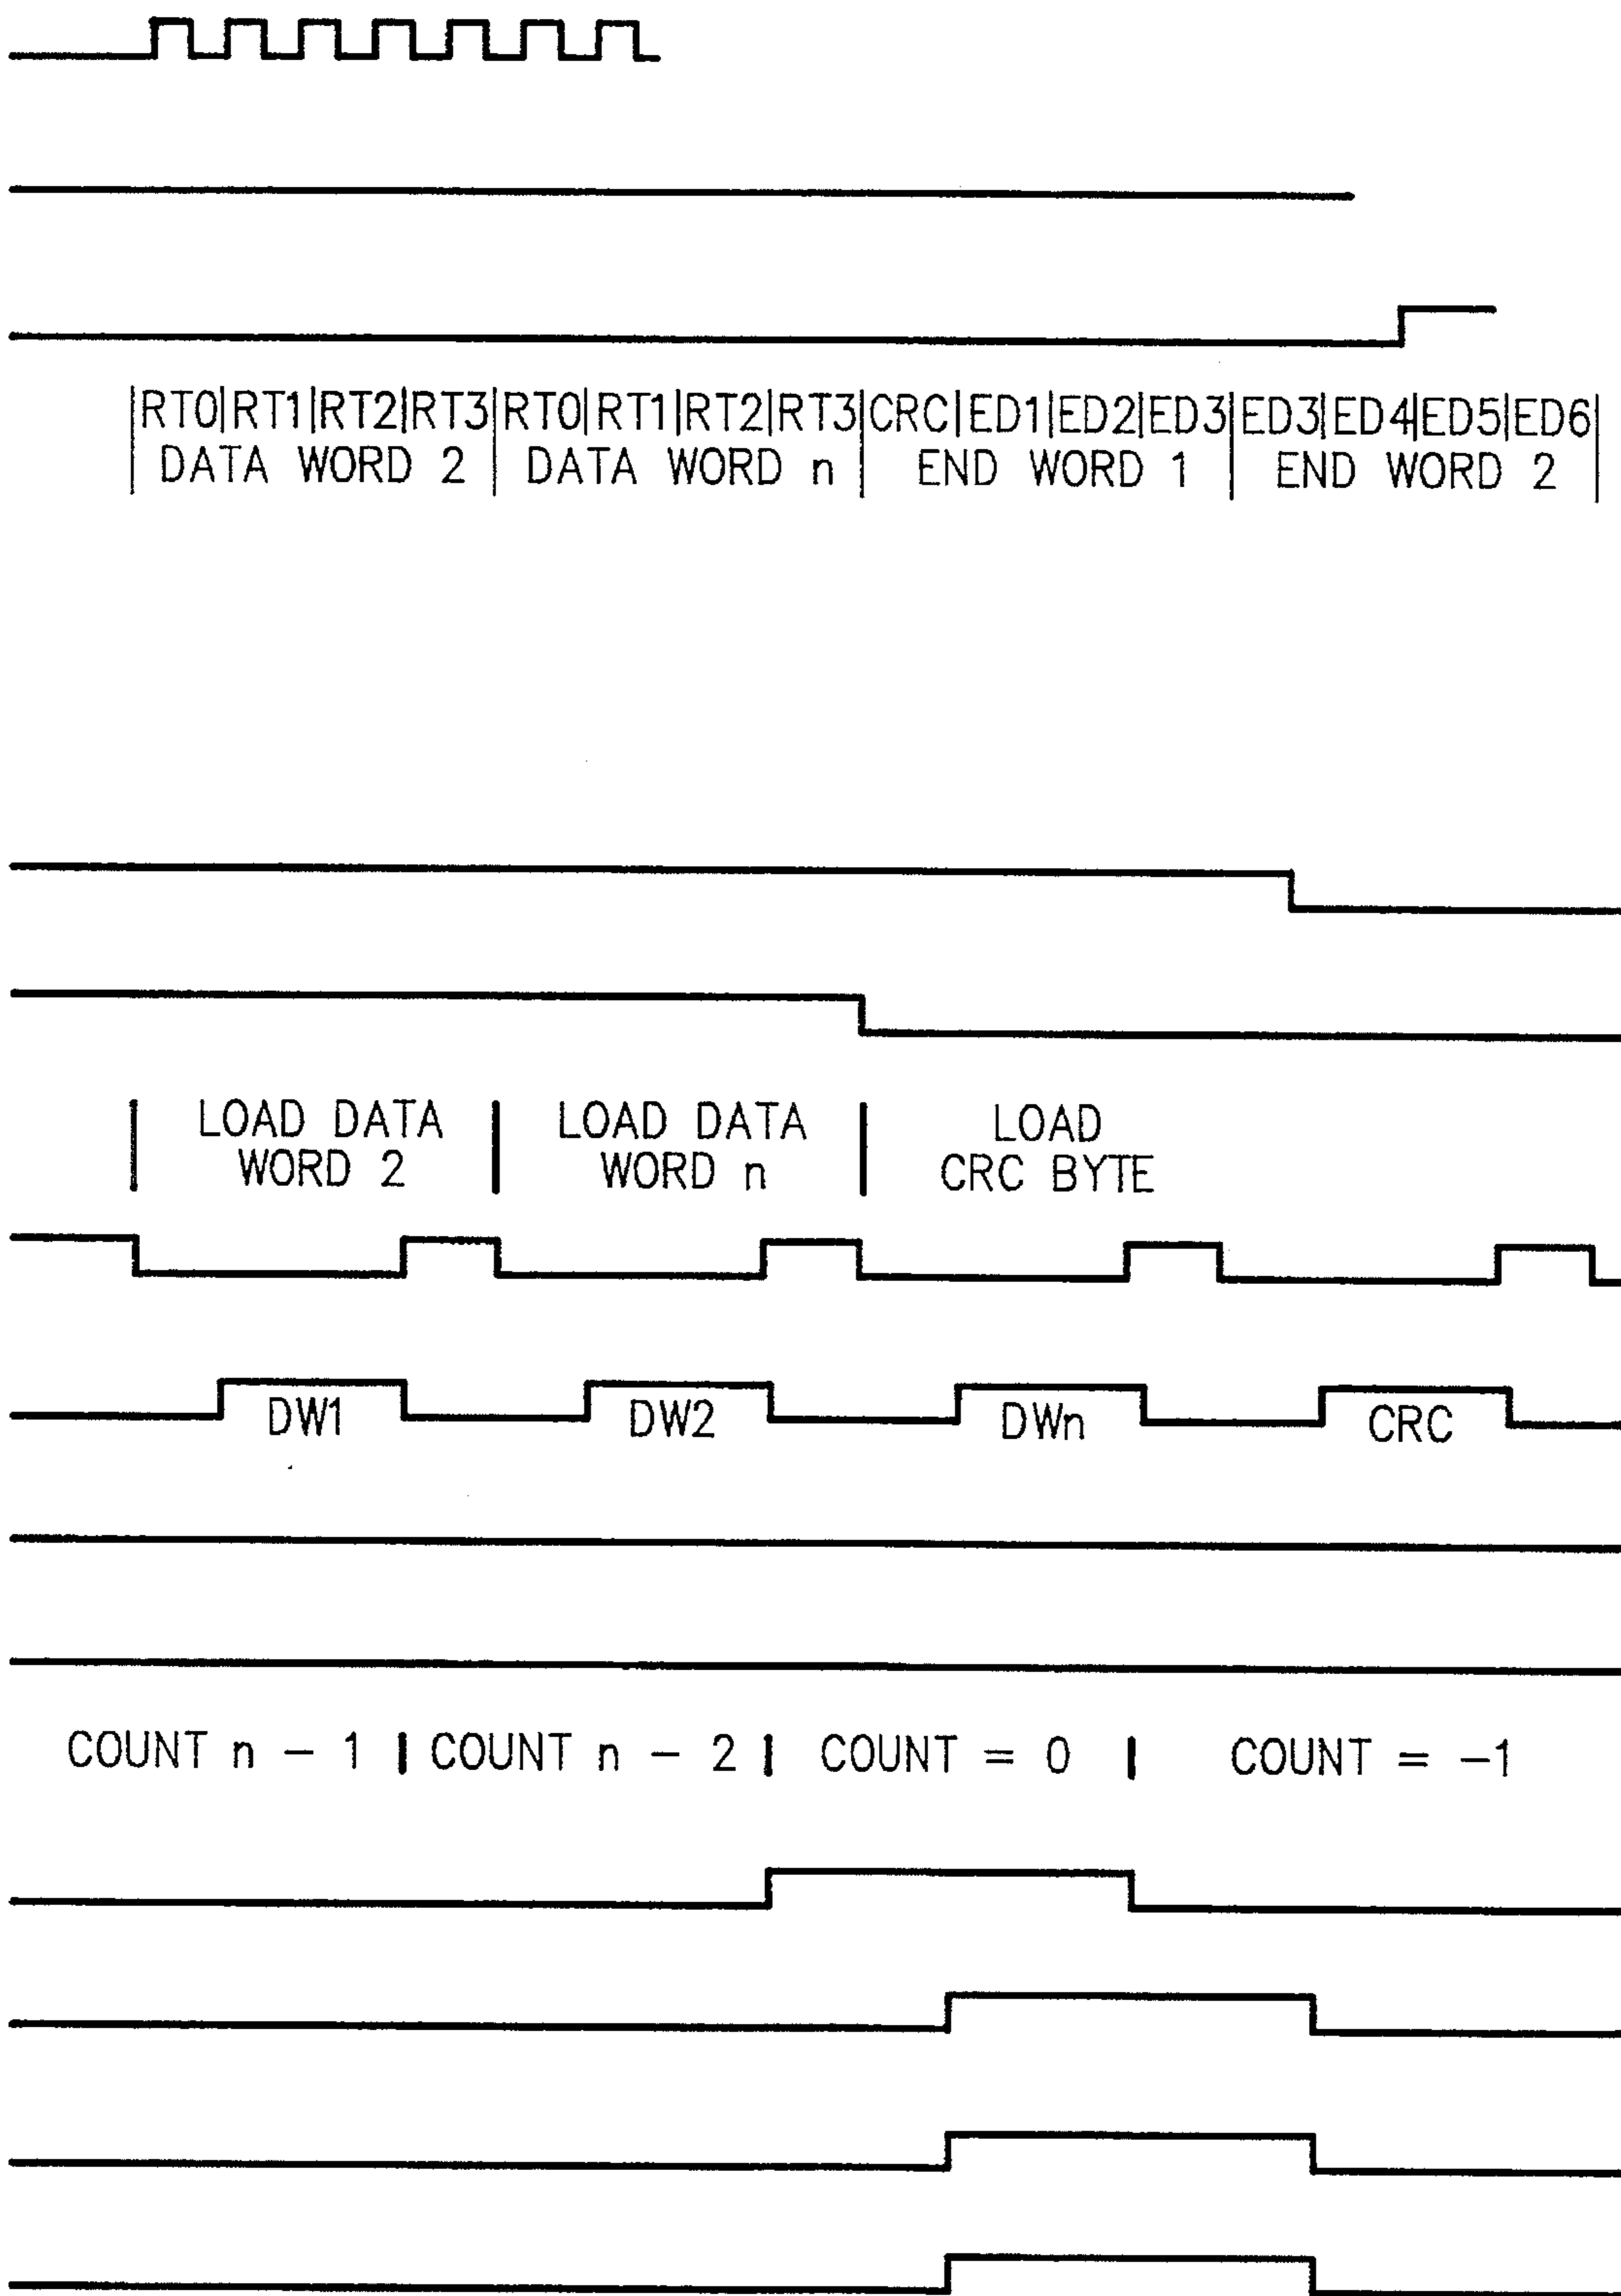 |RT0|RT1|RT2|RT3|RT0|RT1|RT2|RT3|CRC|ED1|ED2|ED3|ED3|ED4|ED5|ED6|
DATA WORD 2 | DATA WORD n | END WORD 1 | END WORD 2
LOAD DATA WORD 2
LOAD DATA WORD n
LOAD CRC BYTE
DW1 DW2 DWn CRC
COUNT n - 1 | COUNT n - 2 | COUNT = 0 | COUNT = -1